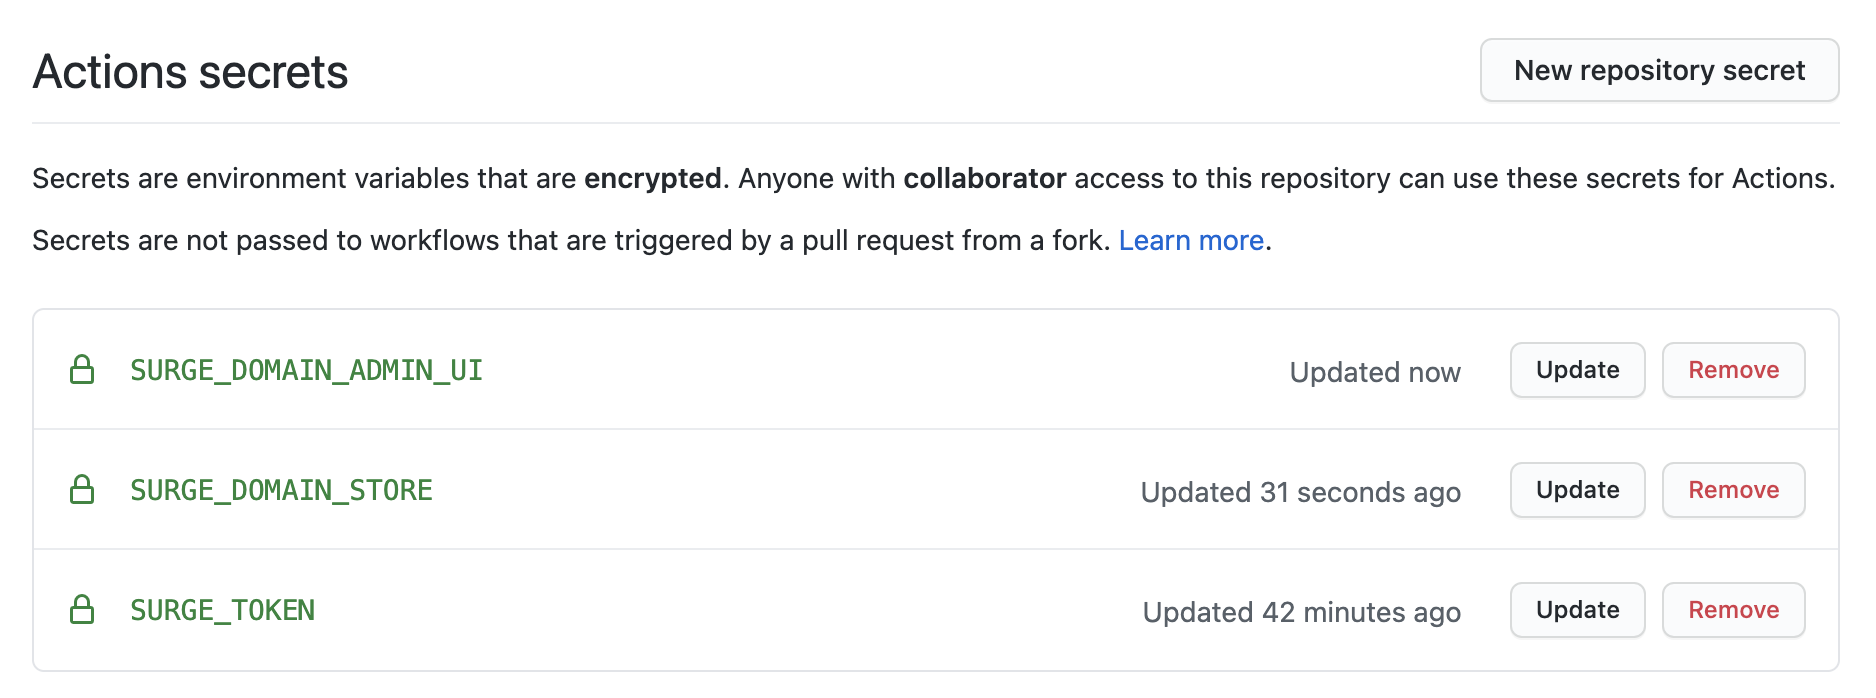 Actions secrets
New repository secret
Secrets are environment variables that are encrypted. Anyone with collaborator access to this repository can use these secrets for Actions.
Secrets are not passed to workflows that are triggered by a pull request from a fork. Learn more.
SURGE_DOMAIN_ADMIN_UI Updated now Update Remove
SURGE_DOMAIN_STORE Updated 31 seconds ago Update Remove
SURGE_TOKEN Updated 42 minutes ago Update Remove